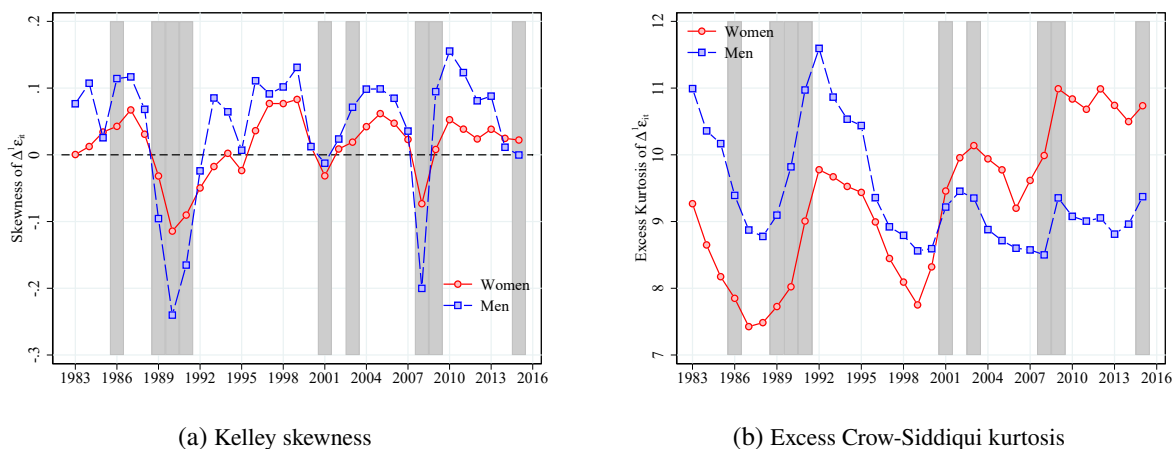 Skewness of Δ¹ε_it
.2
.1
0
-.1
-.2
-.3
Women
Men
1983 1986 1989 1992 1995 1998 2001 2004 2007 2010 2013 2016
(a) Kelley skewness
Excess Kurtosis of Δ¹ε_it
12
11
10
9
8
7
Women
Men
1983 1986 1989 1992 1995 1998 2001 2004 2007 2010 2013 2016
(b) Excess Crow-Siddiqui kurtosis